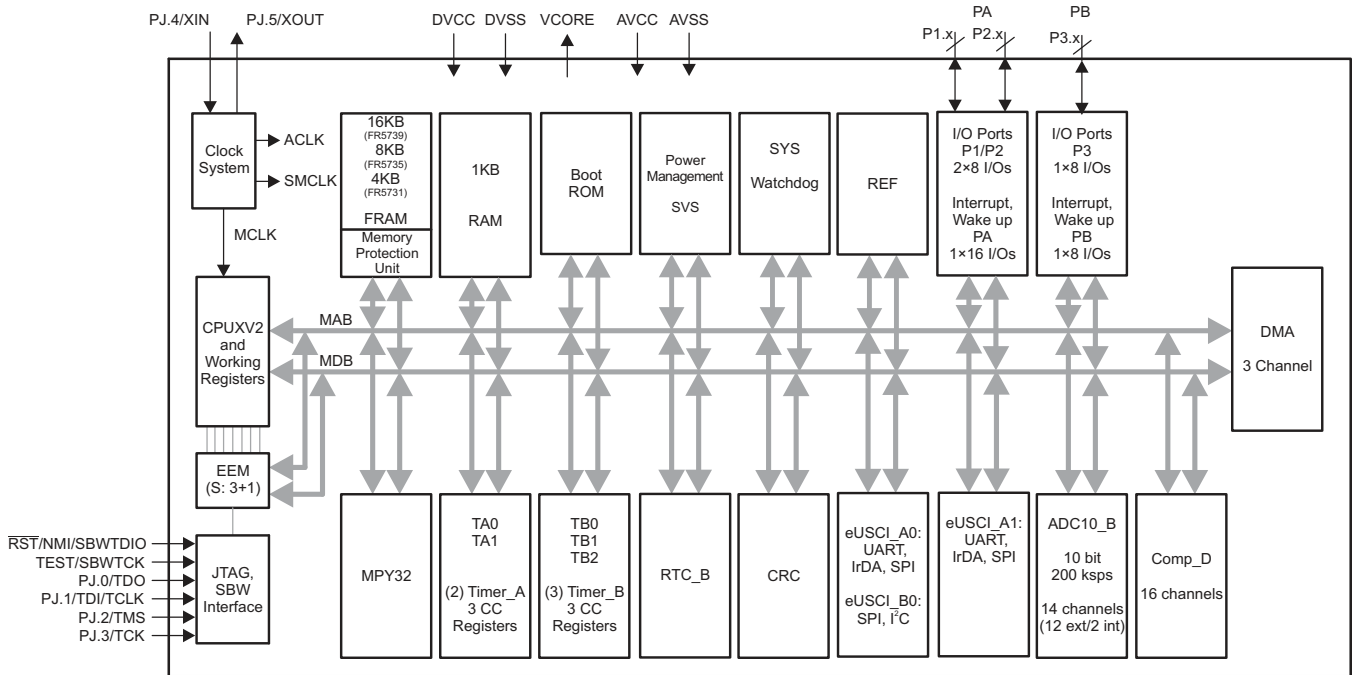 PJ.4/XIN
PJ.5/XOUT
DVCC
DVSS
VCORE
AVCC
AVSS
PA
P1.x
P2.x
PB
P3.x
Clock
System
ACLK
SMCLK
MCLK
16KB
(FR5739)
8KB
(FR5735)
4KB
(FR5731)
FRAM
Memory
Protection
Unit
1KB
RAM
Boot
ROM
Power
Management
SVS
SYS
Watchdog
REF
I/O Ports
P1/P2
2×8 I/Os
Interrupt,
Wake up
PA
1×16 I/Os
I/O Ports
P3
1×8 I/Os
Interrupt,
Wake up
PB
1×8 I/Os
CPUXV2
and
Working
Registers
MAB
MDB
DMA
3 Channel
EEM
(S: 3+1)
RST/NMI/SBWTDIO
TEST/SBWTCK
PJ.0/TDO
PJ.1/TDI/TCLK
PJ.2/TMS
PJ.3/TCK
JTAG,
SBW
Interface
MPY32
TA0
TA1
(2) Timer_A
3 CC
Registers
TB0
TB1
TB2
(3) Timer_B
3 CC
Registers
RTC_B
CRC
eUSCI_A0:
UART,
IrDA, SPI
eUSCI_B0:
SPI, I²C
eUSCI_A1:
UART,
IrDA, SPI
ADC10_B
10 bit
200 ksps
14 channels
(12 ext/2 int)
Comp_D
16 channels